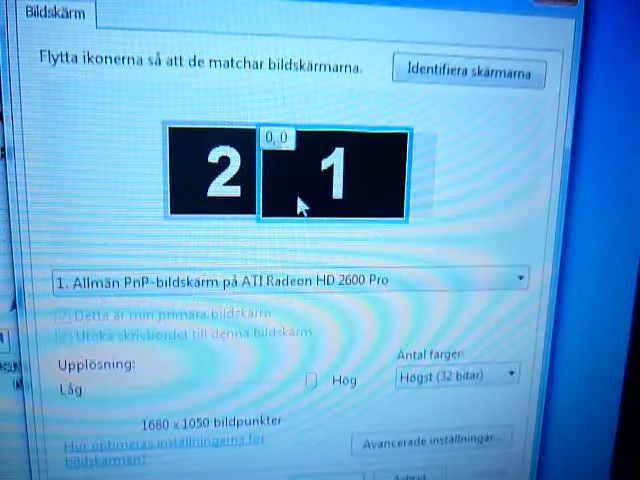 Bildskärm
Flytta ikonerna så att de matchar bildskärmarna.
Identifiera skärmarna
0, 0
2 1
1. Allmän PnP-bildskärm på ATI Radeon HD 2600 Pro
Detta är min primära bildskärm
Utöka skrivbordet till denna bildskärm
Upplösning:
Antal färger:
Låg
Hög
Högst (32 bitar)
1680 x 1050 bildpunkter
Hur optimeras inställningarna för
bildskärmen?
Avancerade inställningar...